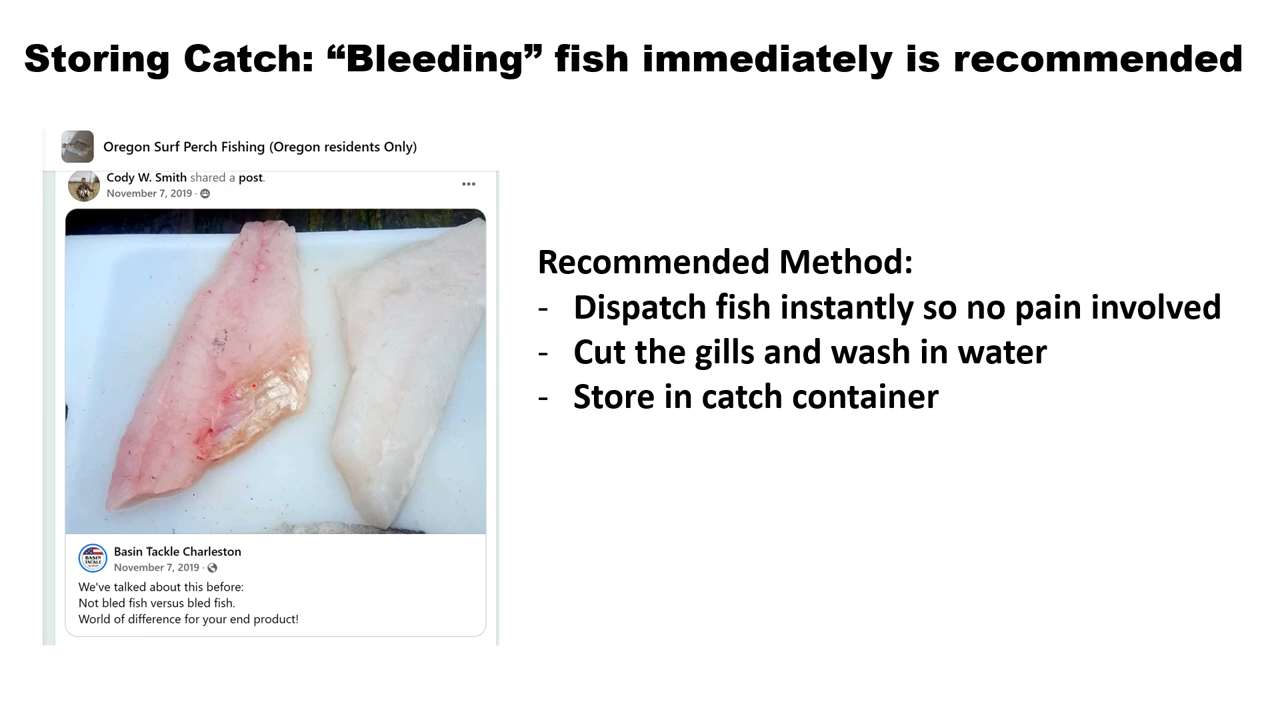 Storing Catch: “Bleeding” fish immediately is recommended
Oregon Surf Perch Fishing (Oregon residents Only)
Cody W. Smith shared a post.
November 7, 2019 ·
BASIN
TACKLE
Basin Tackle Charleston
November 7, 2019 ·
We've talked about this before:
Not bled fish versus bled fish.
World of difference for your end product!
Recommended Method:
- Dispatch fish instantly so no pain involved
- Cut the gills and wash in water
- Store in catch container